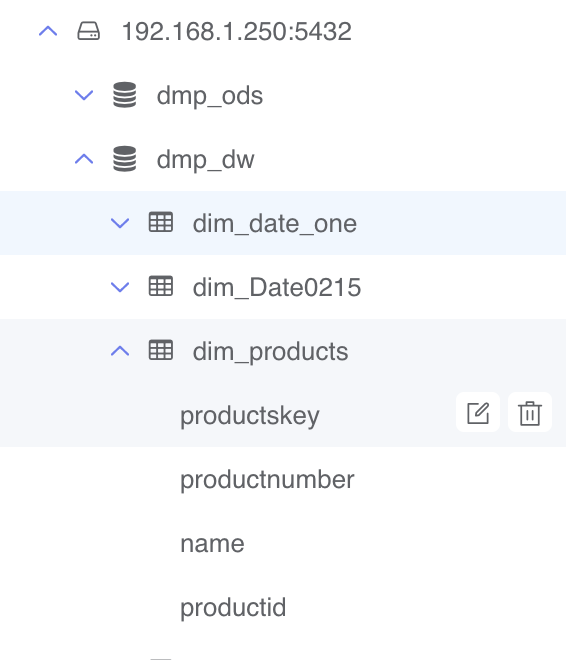 192.168.1.250:5432
dmp_ods
dmp_dw
dim_date_one
dim_Date0215
dim_products
productskey
productnumber
name
productid